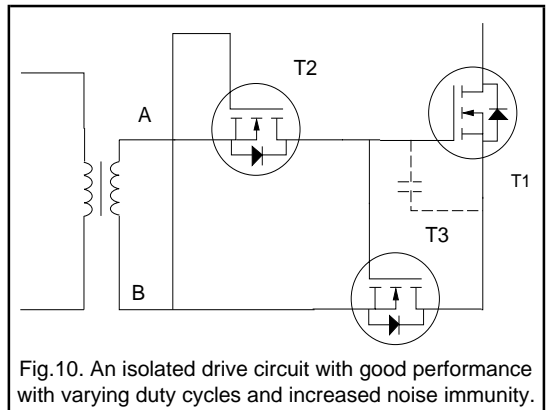 T2
A
T1
T3
B
Fig.10. An isolated drive circuit with good performance
with varying duty cycles and increased noise immunity.